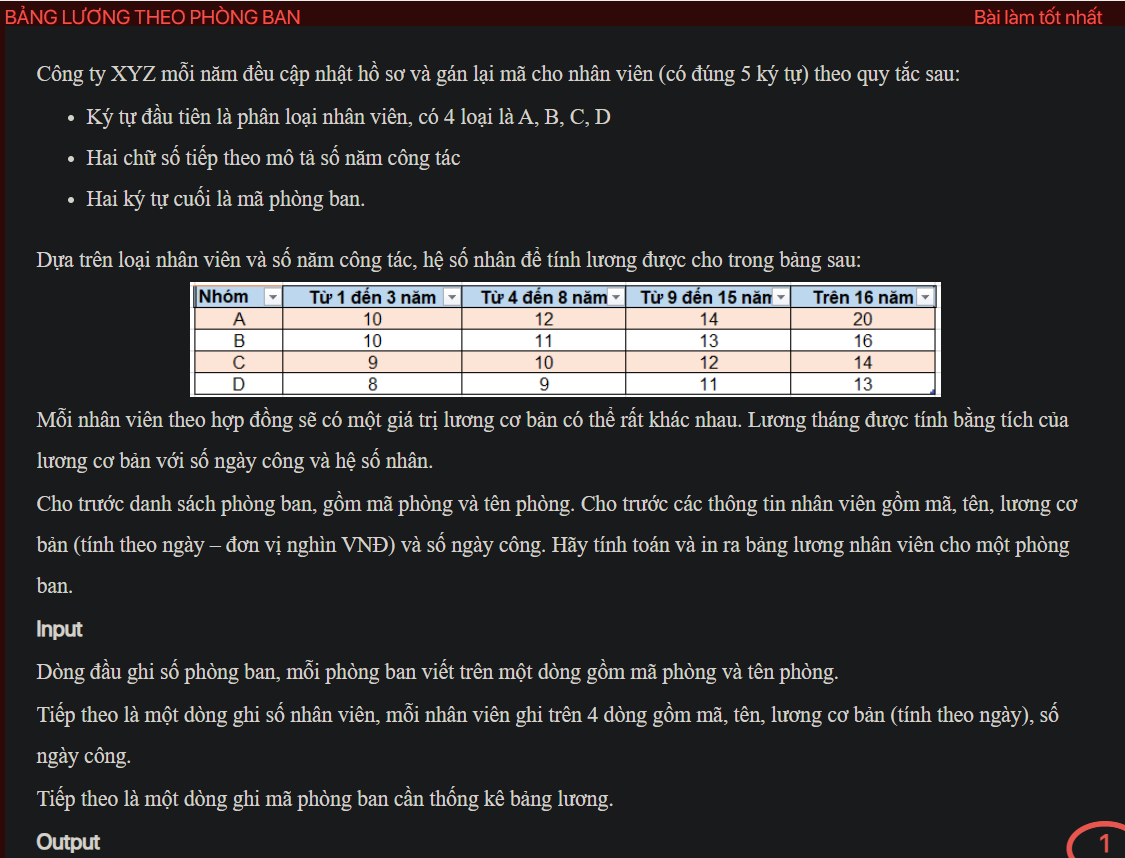 BẢNG LƯƠNG THEO PHÒNG BAN
Bài làm tốt nhất
Công ty XYZ mỗi năm đều cập nhật hồ sơ và gán lại mã cho nhân viên (có đúng 5 ký tự) theo quy tắc sau:
• Ký tự đầu tiên là phân loại nhân viên, có 4 loại là A, B, C, D
• Hai chữ số tiếp theo mô tả số năm công tác
• Hai ký tự cuối là mã phòng ban.
Dựa trên loại nhân viên và số năm công tác, hệ số nhân để tính lương được cho trong bảng sau:
Nhóm Từ 1 đến 3 năm Từ 4 đến 8 năm Từ 9 đến 15 năm Trên 16 năm
A 10 12 14 20
B 10 11 13 16
C 9 10 12 14
D 8 9 11 13
Mỗi nhân viên theo hợp đồng sẽ có một giá trị lương cơ bản có thể rất khác nhau. Lương tháng được tính bằng tích của
lương cơ bản với số ngày công và hệ số nhân.
Cho trước danh sách phòng ban, gồm mã phòng và tên phòng. Cho trước các thông tin nhân viên gồm mã, tên, lương cơ
bản (tính theo ngày – đơn vị nghìn VNĐ) và số ngày công. Hãy tính toán và in ra bảng lương nhân viên cho một phòng
ban.
Input
Dòng đầu ghi số phòng ban, mỗi phòng ban viết trên một dòng gồm mã phòng và tên phòng.
Tiếp theo là một dòng ghi số nhân viên, mỗi nhân viên ghi trên 4 dòng gồm mã, tên, lương cơ bản (tính theo ngày), số
ngày công.
Tiếp theo là một dòng ghi mã phòng ban cần thống kê bảng lương.
Output
1